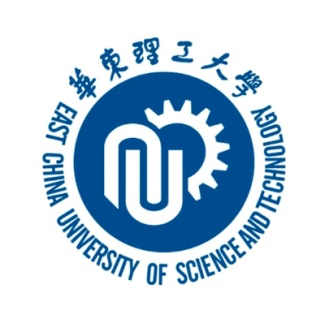 華東理工大學
EAST CHINA UNIVERSITY OF SCIENCE AND TECHNOLOGY